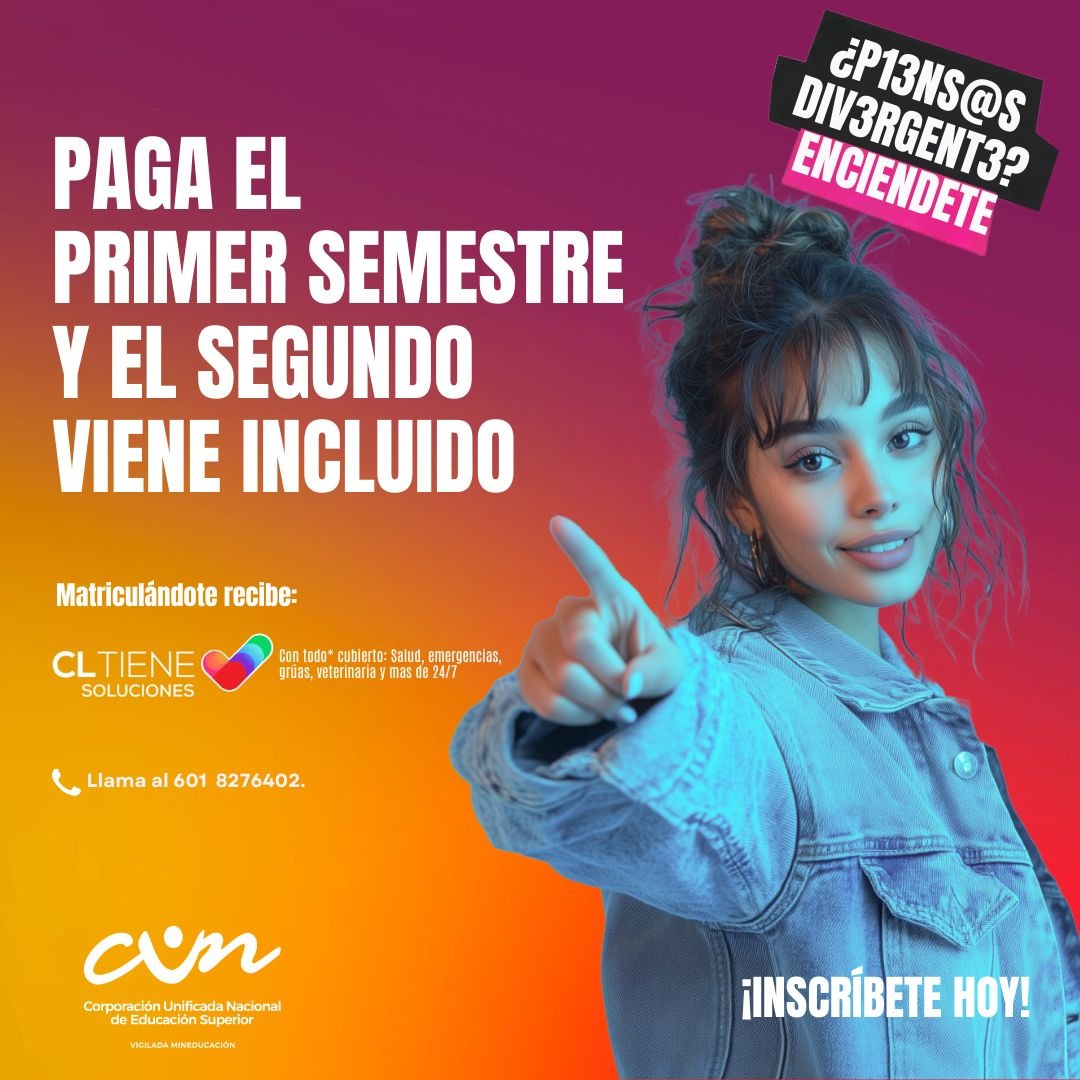 ¿P13NS@S
DIV3RGENT3?
ENCIENDETE
PAGA EL
PRIMER SEMESTRE
Y EL SEGUNDO
VIENE INCLUIDO
Matriculándote recibe:
CLTIENE
SOLUCIONES
Con todo* cubierto: Salud, emergencias,
grúas, veterinaria y mas de 24/7
Llama al 601 8276402.
cun
Corporación Unificada Nacional
de Educación Superior
VIGILADA MINEDUCACIÓN
¡INSCRÍBETE HOY!